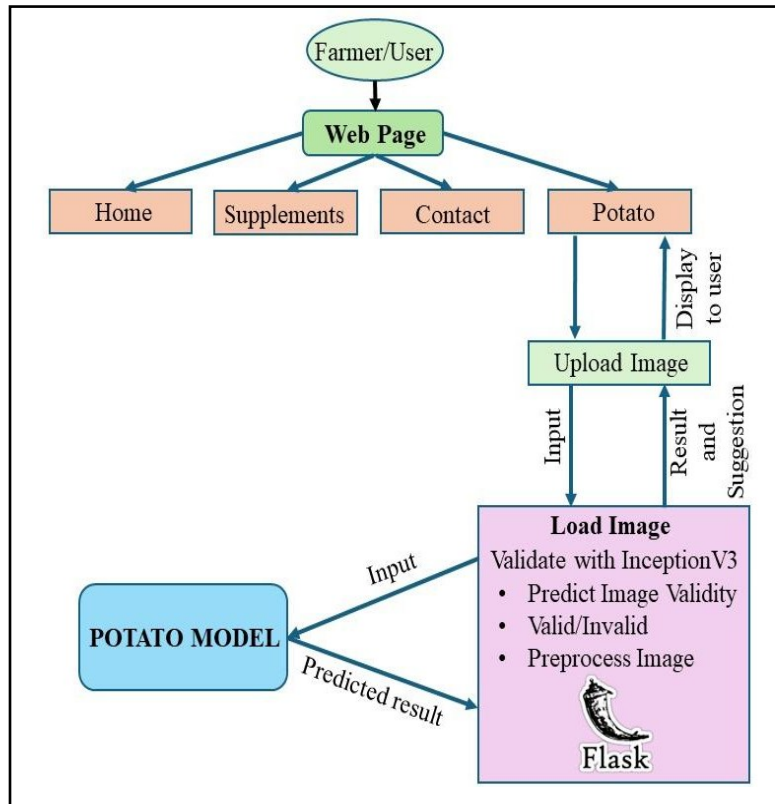 Farmer/User
Web Page
Home
Supplements
Contact
Potato
Display
to user
Upload Image
Input
Result
and
Suggestion
Load Image
Validate with InceptionV3
• Predict Image Validity
• Valid/Invalid
• Preprocess Image
Flask
Input
POTATO MODEL
Predicted result